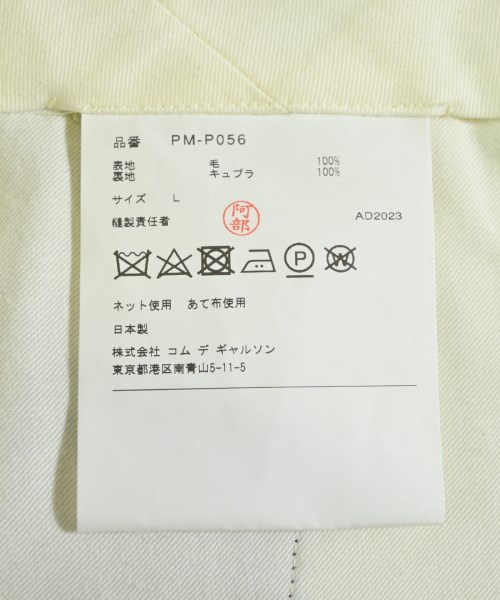 品番 PM-P056
表地 毛 100%
裏地 キュプラ 100%
サイズ L
縫製責任者 阿部 AD2023
P W
ネット使用 あて布使用
日本製
株式会社 コム デ ギャルソン
東京都港区南青山5-11-5